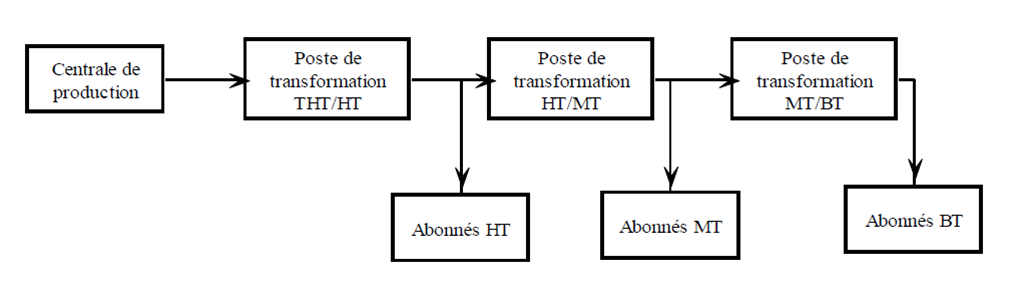 Centrale de
production
Poste de
transformation
THT/HT
Poste de
transformation
HT/MT
Poste de
transformation
MT/BT
Abonnés HT
Abonnés MT
Abonnés BT